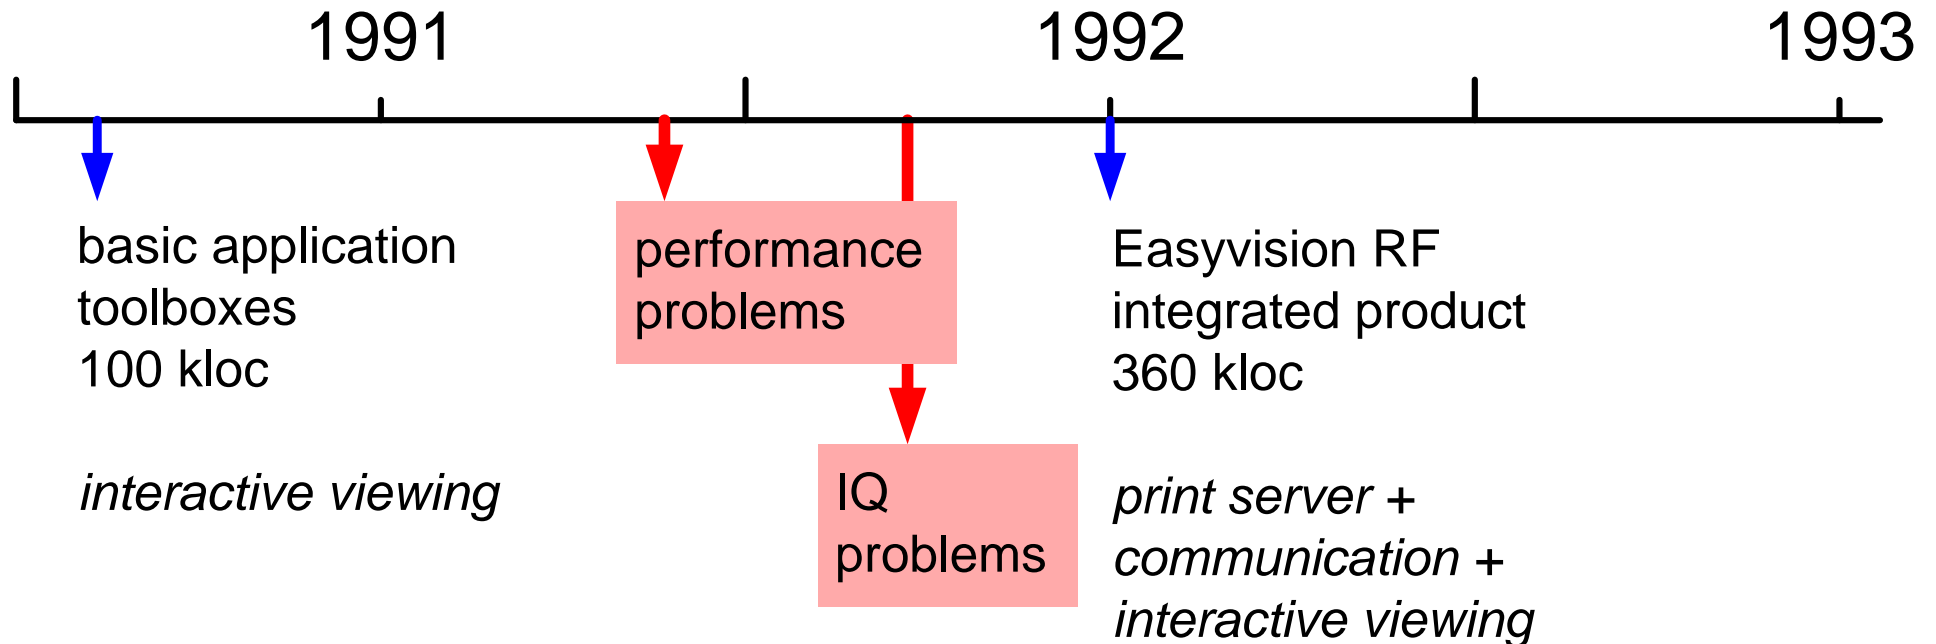 1991
1992
1993
basic application
toolboxes
100 kloc
interactive viewing
performance
problems
IQ
problems
Easyvision RF
integrated product
360 kloc
print server +
communication +
interactive viewing